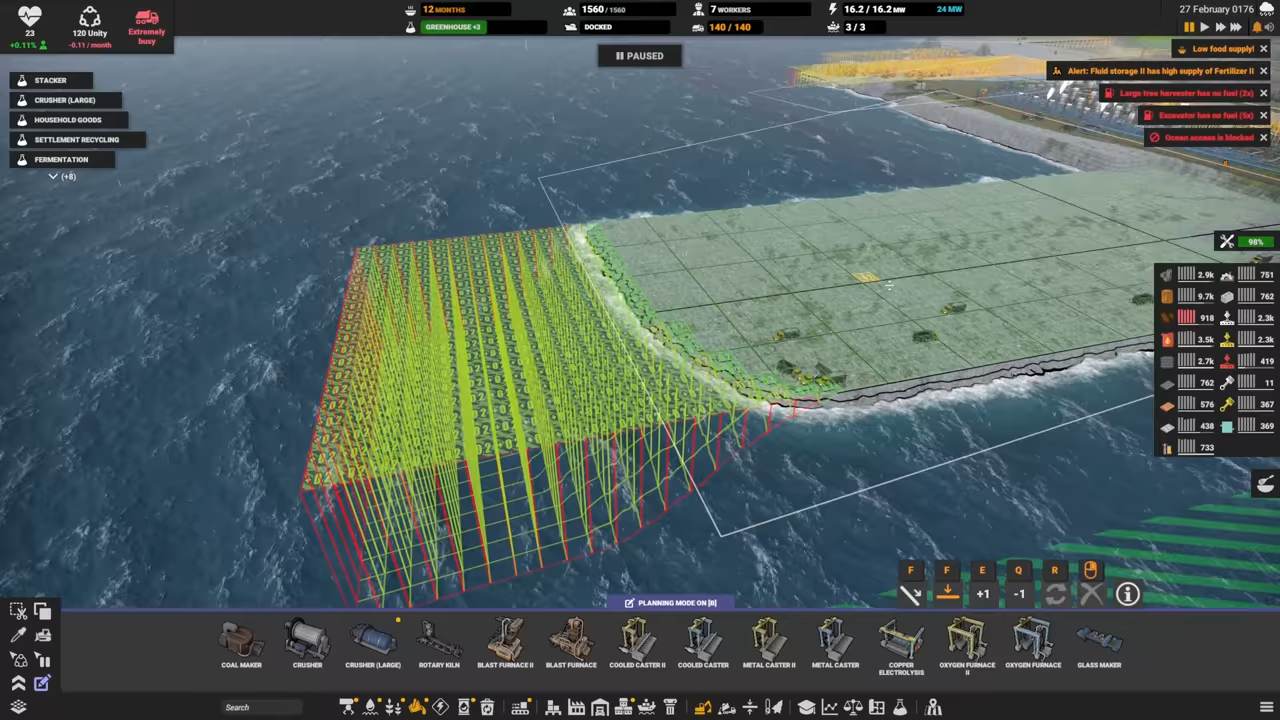 23
+0.11%
120 Unity
-0.11 / month
Extremely busy
12 MONTHS
GREENHOUSE +3
1560 / 1560
DOCKED
7 WORKERS
140 / 140
16.2 / 16.2 MW
24 MW
3 / 3
27 February 0176
PAUSED
Low food supply!
Alert: Fluid storage II has high supply of Fertilizer II
Large tree harvester has no fuel (2x)
Excavator has no fuel (5x)
Ocean access is blocked
STACKER
CRUSHER (LARGE)
HOUSEHOLD GOODS
SETTLEMENT RECYCLING
FERMENTATION
(+8)
98%
2.9k
751
9.7k
762
918
2.3k
3.5k
2.3k
2.7k
419
762
11
576
367
438
369
733
F
F
E
Q
R
+1
-1
PLANNING MODE ON [B]
COAL MAKER
CRUSHER
CRUSHER (LARGE)
ROTARY KILN
BLAST FURNACE II
BLAST FURNACE
COOLED CASTER II
COOLED CASTER
METAL CASTER II
METAL CASTER
COPPER ELECTROLYSIS
OXYGEN FURNACE II
OXYGEN FURNACE
GLASS MAKER
Search